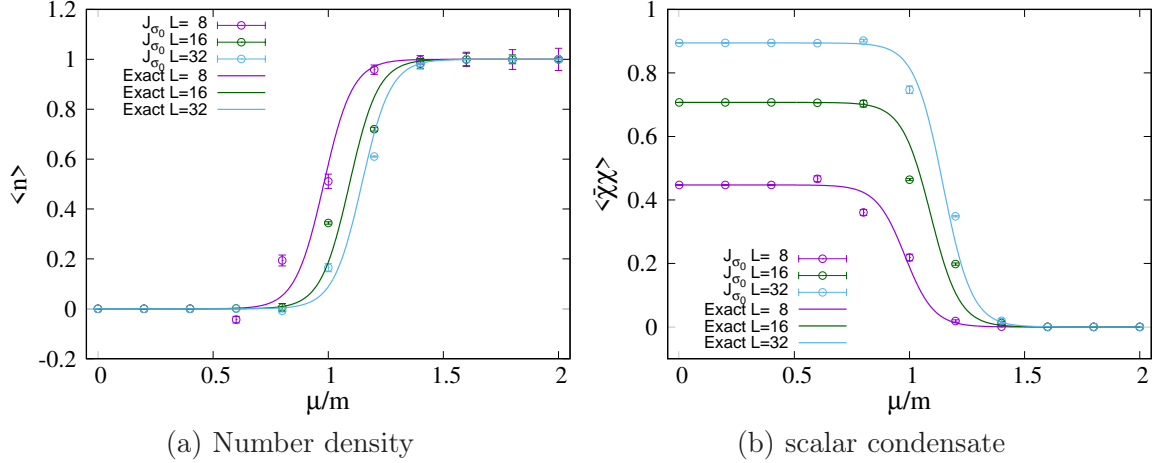 1.2
1
0.8
0.6
0.4
0.2
0
-0.2
<n>
J_σ₀ L= 8
J_σ₀ L=16
J_σ₀ L=32
Exact L= 8
Exact L=16
Exact L=32
0 0.5 1 1.5 2
μ/m
(a) Number density
1
0.8
0.6
0.4
0.2
0
<χ̄χ>
J_σ₀ L= 8
J_σ₀ L=16
J_σ₀ L=32
Exact L= 8
Exact L=16
Exact L=32
0 0.5 1 1.5 2
μ/m
(b) scalar condensate